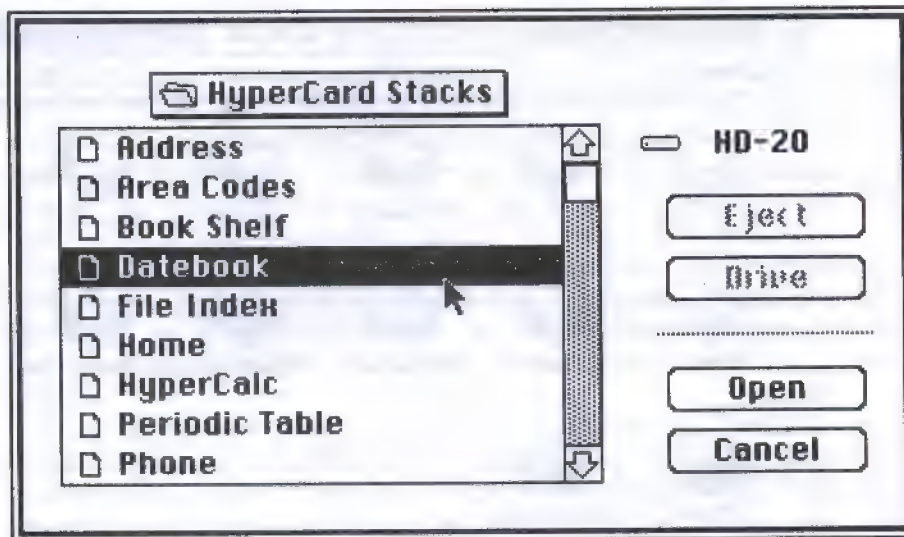 HyperCard Stacks
Address
Area Codes
Book Shelf
Datebook
File Index
Home
HyperCalc
Periodic Table
Phone
HD-20
Eject
Drive
Open
Cancel